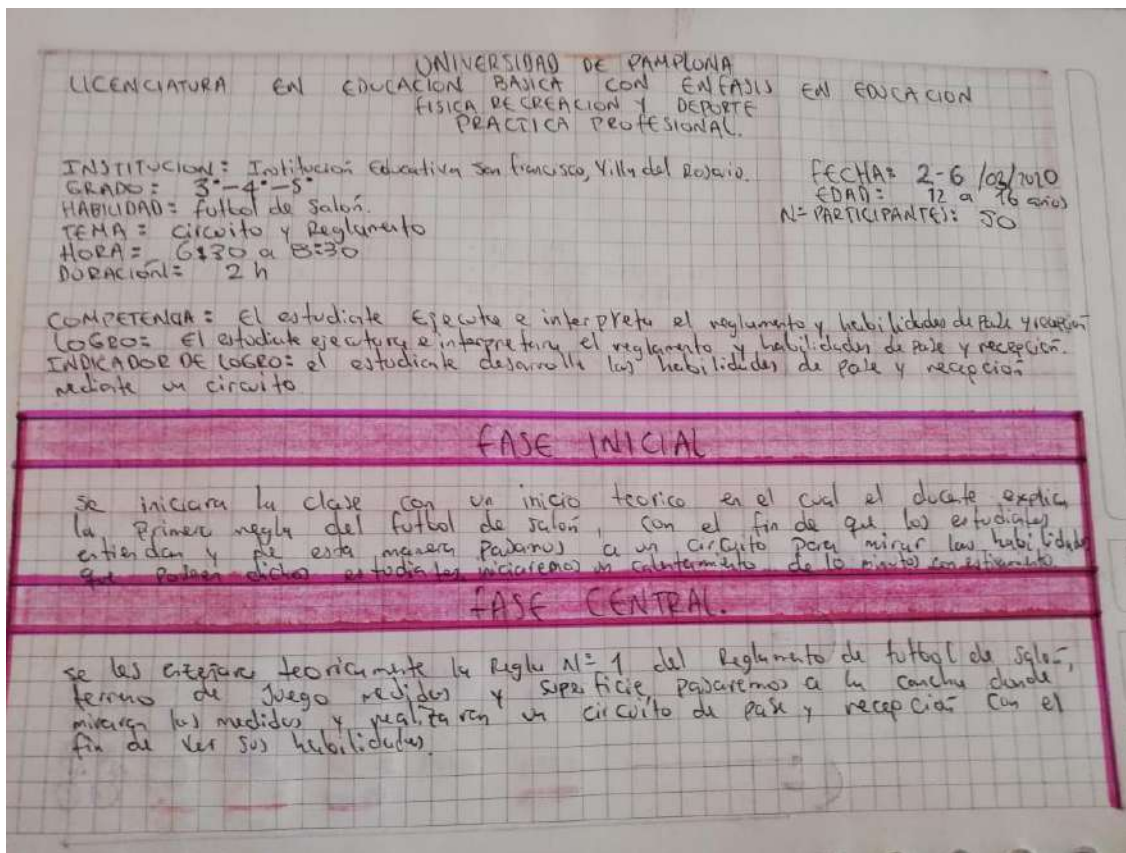 UNIVERSIDAD DE PAMPLONA
LICENCIATURA EN EDUCACION BASICA CON ENFASIS EN EDUCACION
FISICA RECREACION Y DEPORTE
PRACTICA PROFESIONAL.
INSTITUCION: Institución Educativa San Francisco, Villa del Rosario. FECHA: 2-6 /03/2020
GRADO: 3°-4°-5° EDAD: 12 a 16 años
HABILIDAD: futbol de salón. N= PARTICIPANTES: 50
TEMA: circuito y Reglamento
HORA: 6:30 a 8:30
DURACIÓN: 2 h
COMPETENCIA: El estudiante Ejecuta e interpreta el reglamento y habilidades de Pase y recepción
LOGRO: El estudiante ejecutara e interpretara el reglamento y habilidades de pase y recepción.
INDICADOR DE LOGRO: el estudiante desarrolla las habilidades de pase y recepción
mediante un circuito.
FASE INICIAL
se iniciara la clase con un inicio teorico en el cual el docente explica
la primera regla del futbol de salón, con el fin de que los estudiantes
entiendan y de esta manera pasamos a un circuito para mirar las habilidades
que poseen dichos estudiantes iniciaremos un calentamiento de 10 minutos con estiramiento
FASE CENTRAL.
se les teoricamente la Regla N= 1 del Reglamento de futbol de salón,
terreno de Juego medidas y superficie, pasaremos a la cancha donde
miraran las medidas y realizaran un circuito de pase y recepción Con el
fin de ver sus habilidades